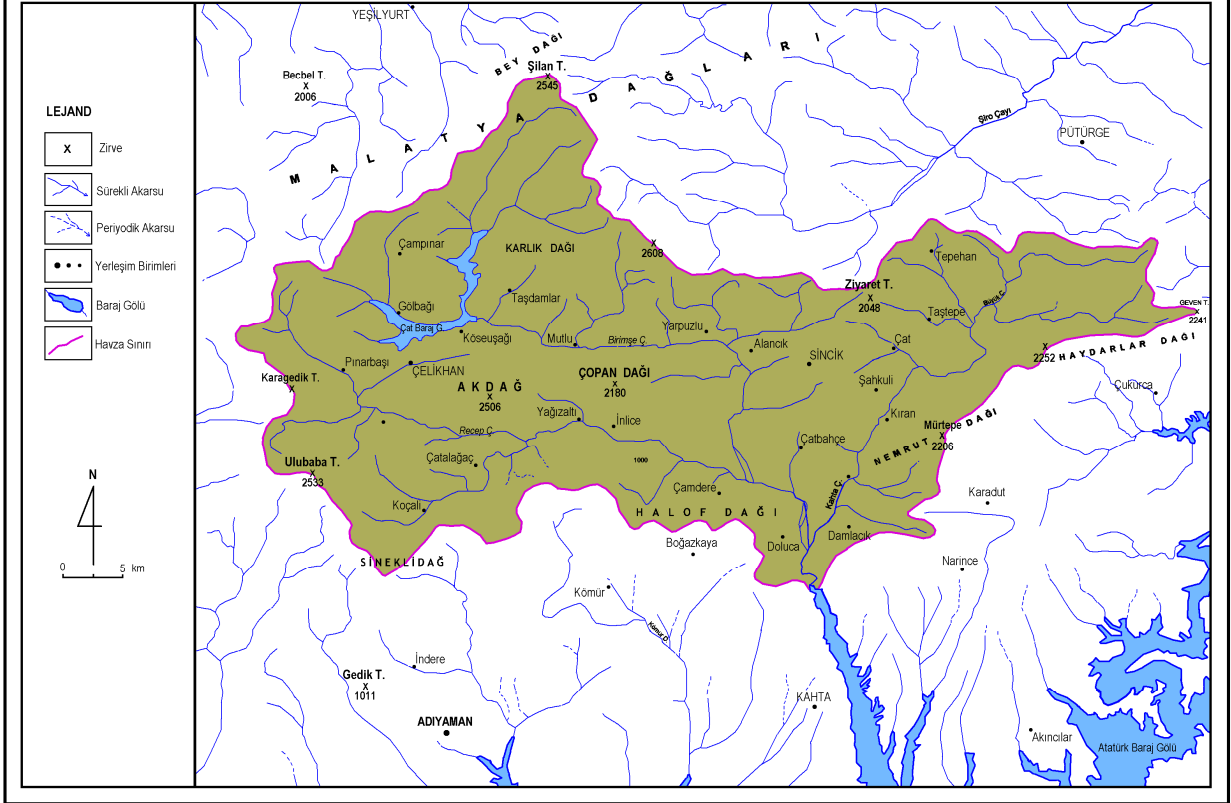 LEJAND
x Zirve
Sürekli Akarsu
Periyodik Akarsu
Yerleşim Birimleri
Baraj Gölü
Havza Sınırı
N
0 5 km
YEŞİLYURT
BEY DAĞI
Şilan T.
x
2545
Bechel T.
x
2006
MALATYA DAĞLARI
Şiro Çayı
PÜTÜRGE
Çampınar
KARLIK DAĞI
x
2608
Tepehan
Ziyaret T.
x
2048
Büyük Ç.
GEVEN T.
x
2241
Taşdamlar
Gölbağı
Çat Baraj G.
Köseuşağı
Mutlu
Birimşe Ç.
Yarpuzlu
Taştepe
Alancık
Çat
x
2252
HAYDARLAR DAĞI
Pınarbaşı
ÇELİKHAN
SİNCİK
Karagedik T.
x
AKDAĞ
x
2506
ÇOPAN DAĞI
x
2180
Şahkuli
Çukurca
Yağızaltı
İnlice
Kıran
Recep Ç.
Mürtepe
x
2206
NEMRUT DAĞI
Çatbahçe
Ulubaba T.
x
2533
Çatalağaç
1000
Kahta Ç.
Çamdere
Karadut
Koçali
HALOF DAĞI
Damlacık
Doluca
Boğazkaya
SİNEKLİDAĞ
Narince
Kömür
Kömür D.
İndere
Gedik T.
x
1011
KAHTA
ADIYAMAN
Akıncılar
Atatürk Baraj Gölü